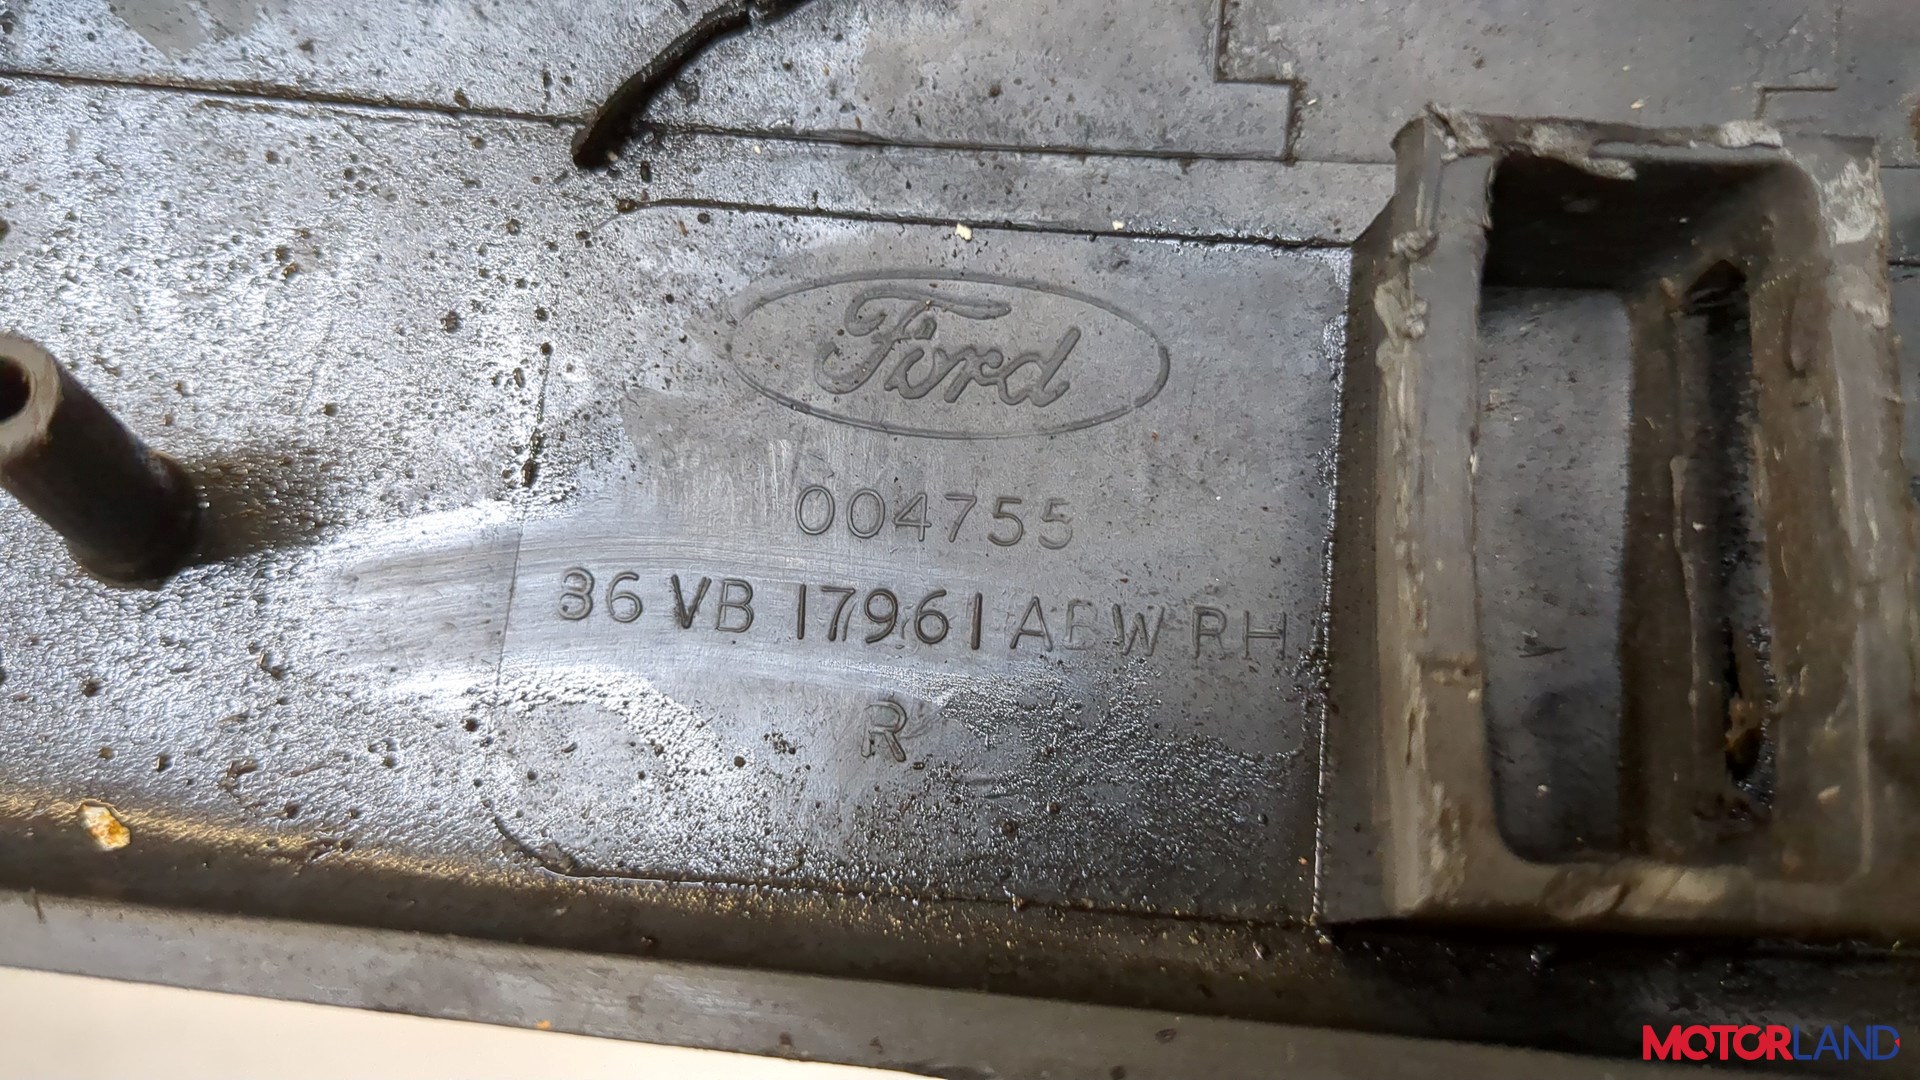 Ford
004755
86 VB 17961 ABW RH
R
MOTORLAND